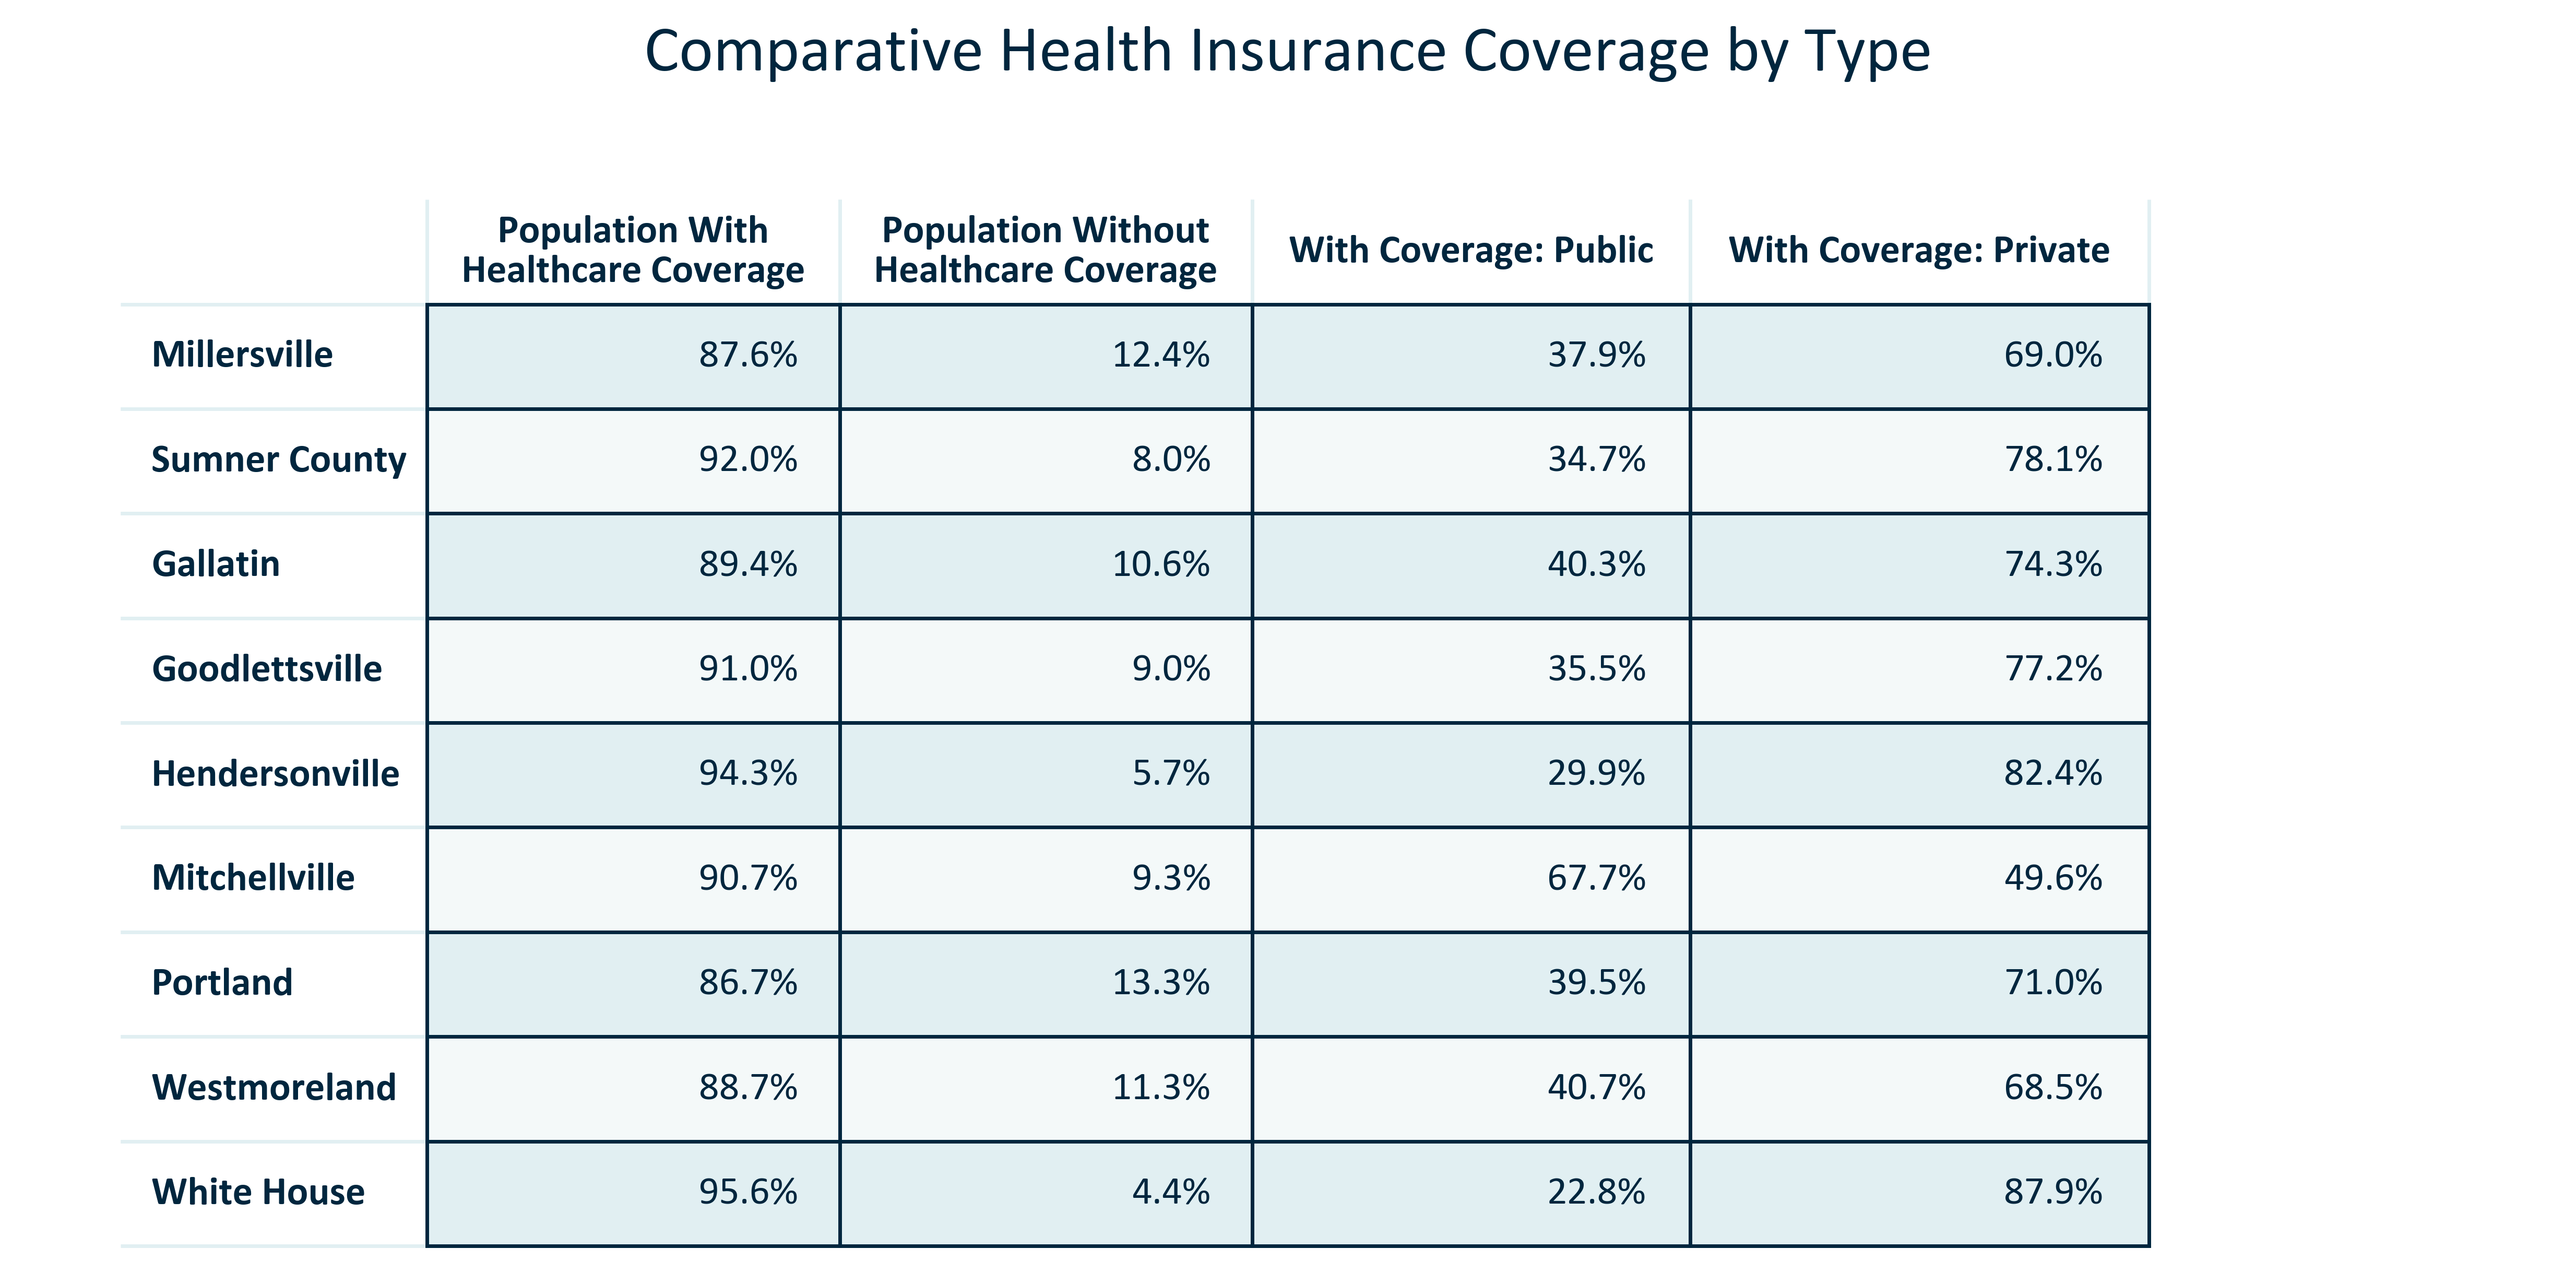 Comparative Health Insurance Coverage by Type
Population With Healthcare Coverage Population Without Healthcare Coverage With Coverage: Public With Coverage: Private
Millersville 87.6% 12.4% 37.9% 69.0%
Sumner County 92.0% 8.0% 34.7% 78.1%
Gallatin 89.4% 10.6% 40.3% 74.3%
Goodlettsville 91.0% 9.0% 35.5% 77.2%
Hendersonville 94.3% 5.7% 29.9% 82.4%
Mitchellville 90.7% 9.3% 67.7% 49.6%
Portland 86.7% 13.3% 39.5% 71.0%
Westmoreland 88.7% 11.3% 40.7% 68.5%
White House 95.6% 4.4% 22.8% 87.9%